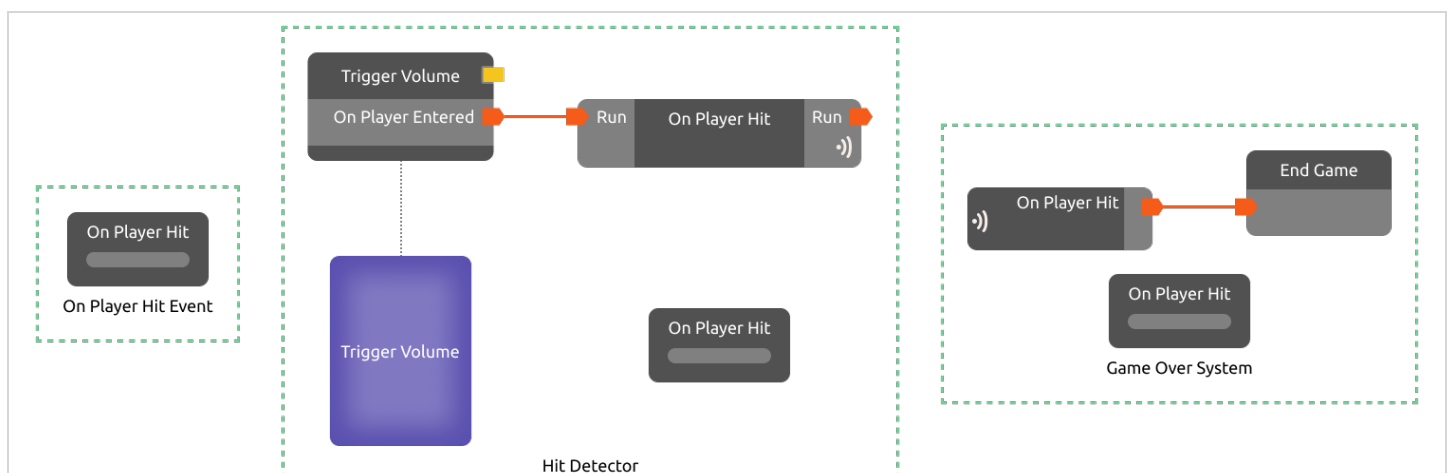 On Player Hit
On Player Hit Event
Trigger Volume
On Player Entered
Run
On Player Hit
Run
Trigger Volume
On Player Hit
Hit Detector
On Player Hit
End Game
On Player Hit
Game Over System